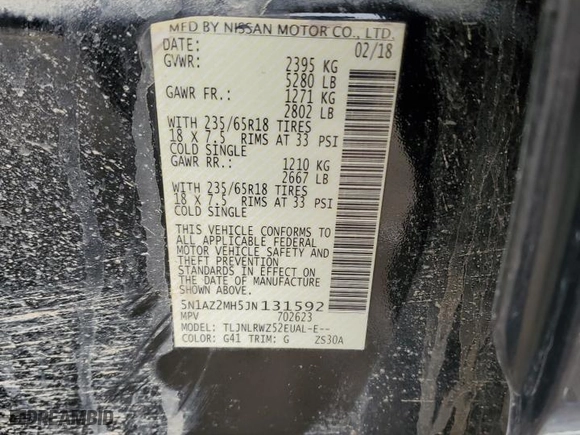 MFD BY NISSAN MOTOR CO., LTD.
DATE: 02/18
GVWR: 2395 KG
5280 LB
GAWR FR.: 1271 KG
2802 LB
WITH 235/65R18 TIRES
18 X 7.5 RIMS AT 33 PSI
COLD SINGLE
GAWR RR.: 1210 KG
2667 LB
WITH 235/65R18 TIRES
18 X 7.5 RIMS AT 33 PSI
COLD SINGLE
THIS VEHICLE CONFORMS TO
ALL APPLICABLE FEDERAL
MOTOR VEHICLE SAFETY
AND THEFT PREVENTION
STANDARDS IN EFFECT ON
THE DATE OF MANUFACTURE
SHOWN ABOVE.
5N1AZ2MH5JN131592
MPV 702623
MODEL: TLJNLRWZ52EUAL-E--
COLOR: G41 TRIM: G ZS30A